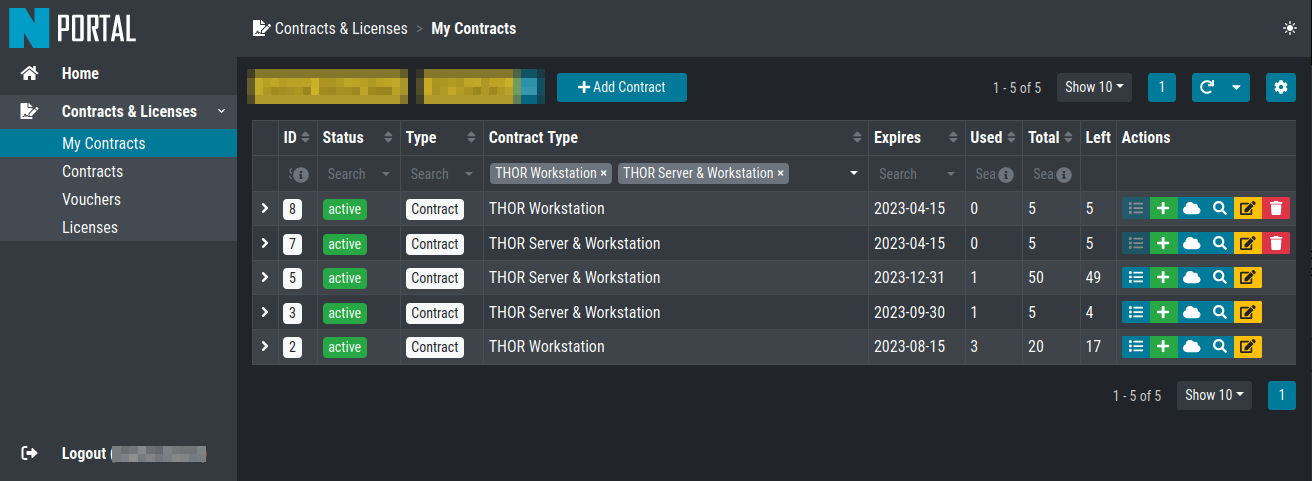 N PORTAL
Contracts & Licenses > My Contracts
Home
Contracts & Licenses
My Contracts
Contracts
Vouchers
Licenses
Logout (
Add Contract
1 - 5 of 5 Show 10 1
ID Status Type Contract Type Expires Used Total Left Actions
Search Search THOR Workstation × THOR Server & Workstation × Search Sea Sea
8 active Contract THOR Workstation 2023-04-15 0 5 5
7 active Contract THOR Server & Workstation 2023-04-15 0 5 5
5 active Contract THOR Server & Workstation 2023-12-31 1 50 49
3 active Contract THOR Server & Workstation 2023-09-30 1 5 4
2 active Contract THOR Workstation 2023-08-15 3 20 17
1 - 5 of 5 Show 10 1